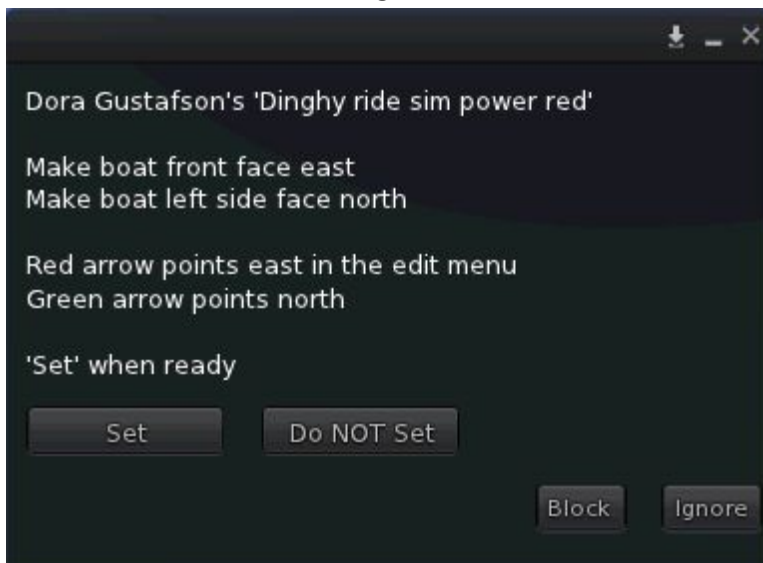 Dora Gustafson's 'Dinghy ride sim power red'
Make boat front face east
Make boat left side face north
Red arrow points east in the edit menu
Green arrow points north
'Set' when ready
Set
Do NOT Set
Block
Ignore